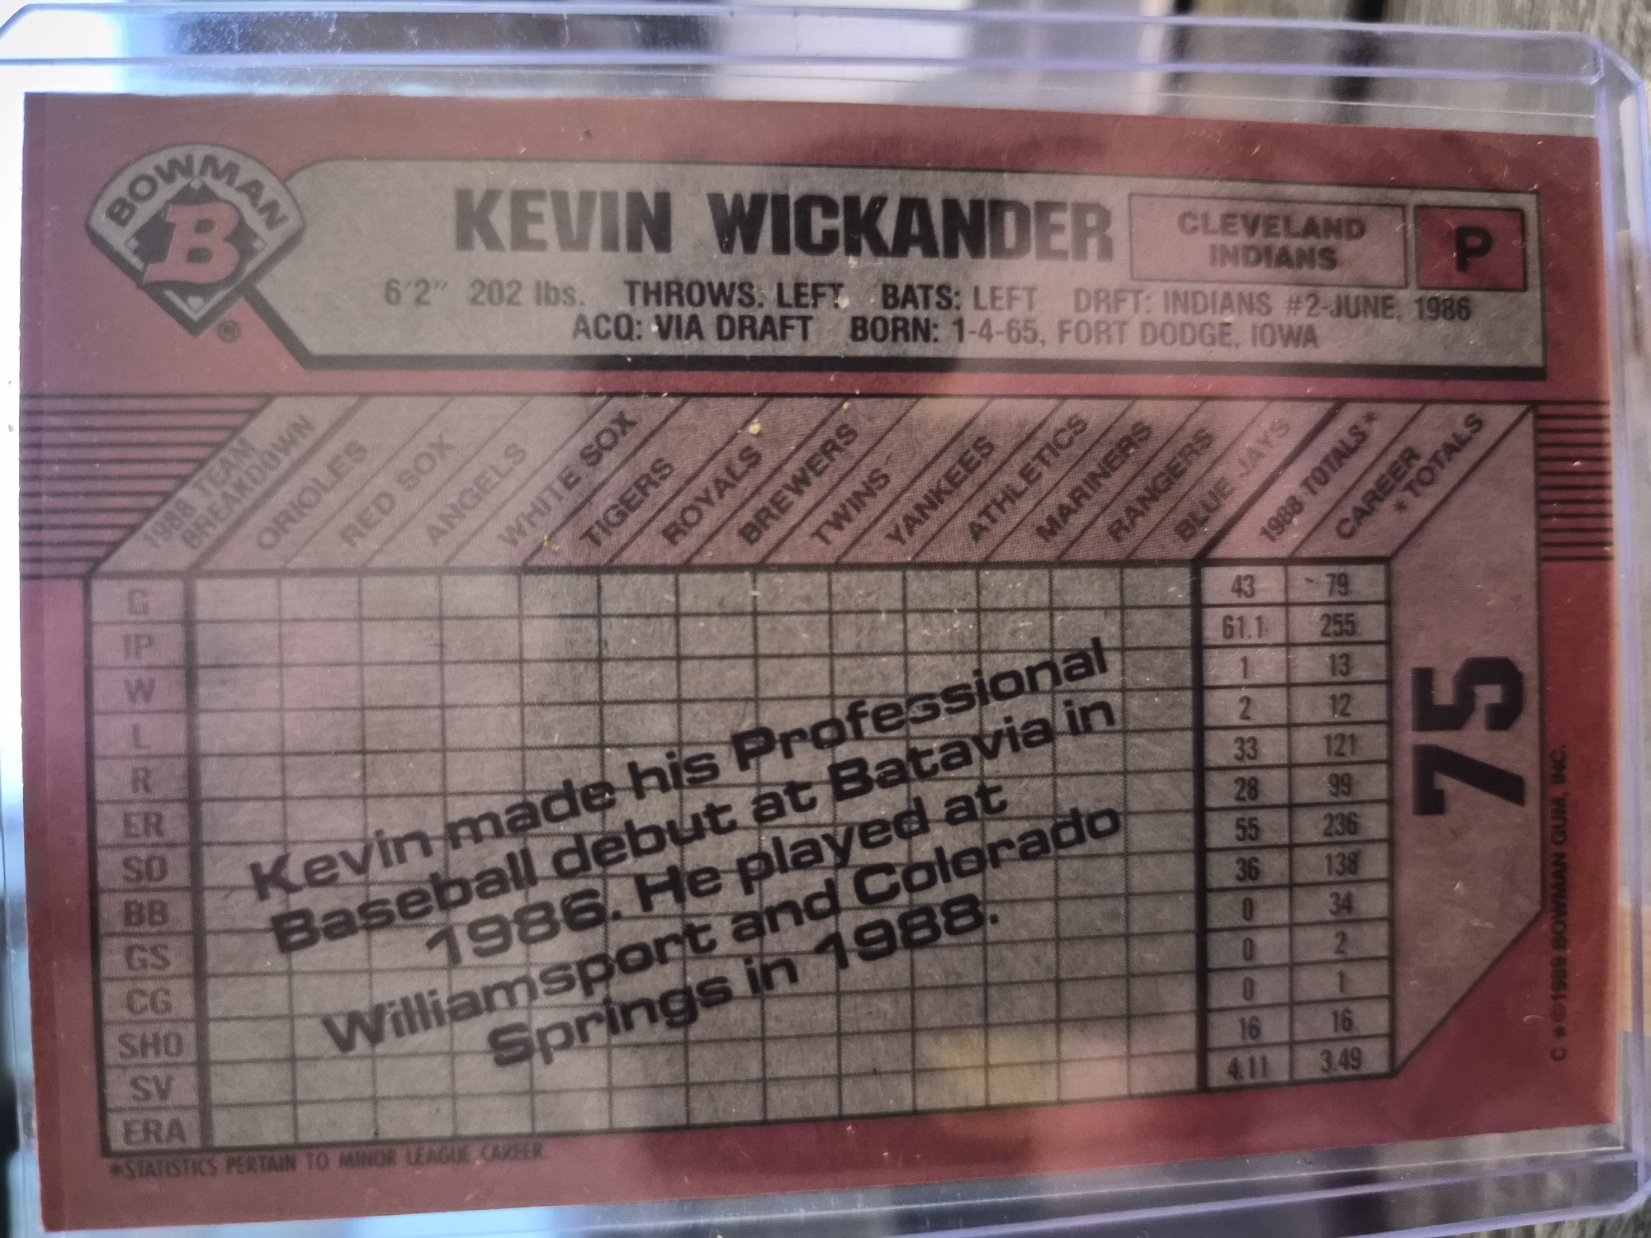 BOWMAN
B
®
KEVIN WICKANDER
CLEVELAND
INDIANS
P
6'2" 202 lbs. THROWS: LEFT BATS: LEFT DRFT: INDIANS #2-JUNE, 1986
ACQ: VIA DRAFT BORN: 1-4-65, FORT DODGE, IOWA
1988 TEAM
BREAKDOWN
ORIOLES
RED SOX
ANGELS
WHITE SOX
TIGERS
ROYALS
BREWERS
TWINS
YANKEES
ATHLETICS
MARINERS
RANGERS
BLUE JAYS
1988 TOTALS*
CAREER
*TOTALS
G 43 79
IP 61.1 255
W 1 13
L 2 12
R 33 121
ER 28 99
SO 55 236
BB 36 138
GS 0 34
CG 0 2
SHO 0 1
SV 16 16
ERA 4.11 3.49
Kevin made his Professional
Baseball debut at Batavia in
1986. He played at
Williamsport and Colorado
Springs in 1988.
75
C * ©1989 BOWMAN GUM, INC.
*STATISTICS PERTAIN TO MINOR LEAGUE CAREER